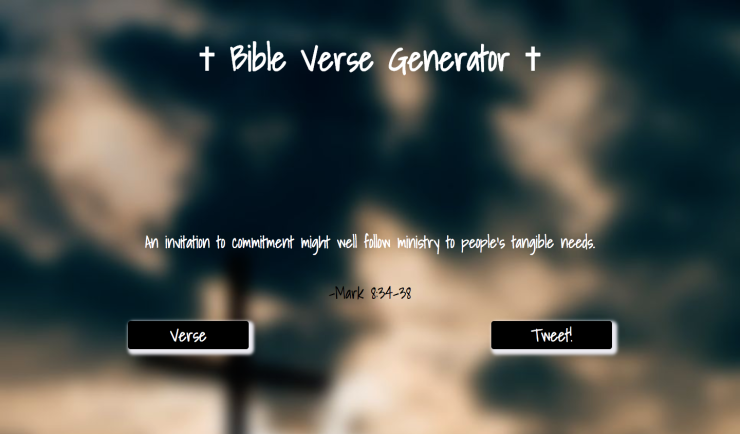 ✝ Bible Verse Generator ✝
An invitation to commitment might well follow ministry to people's tangible needs.
-Mark 8:34-38
Verse
Tweet!